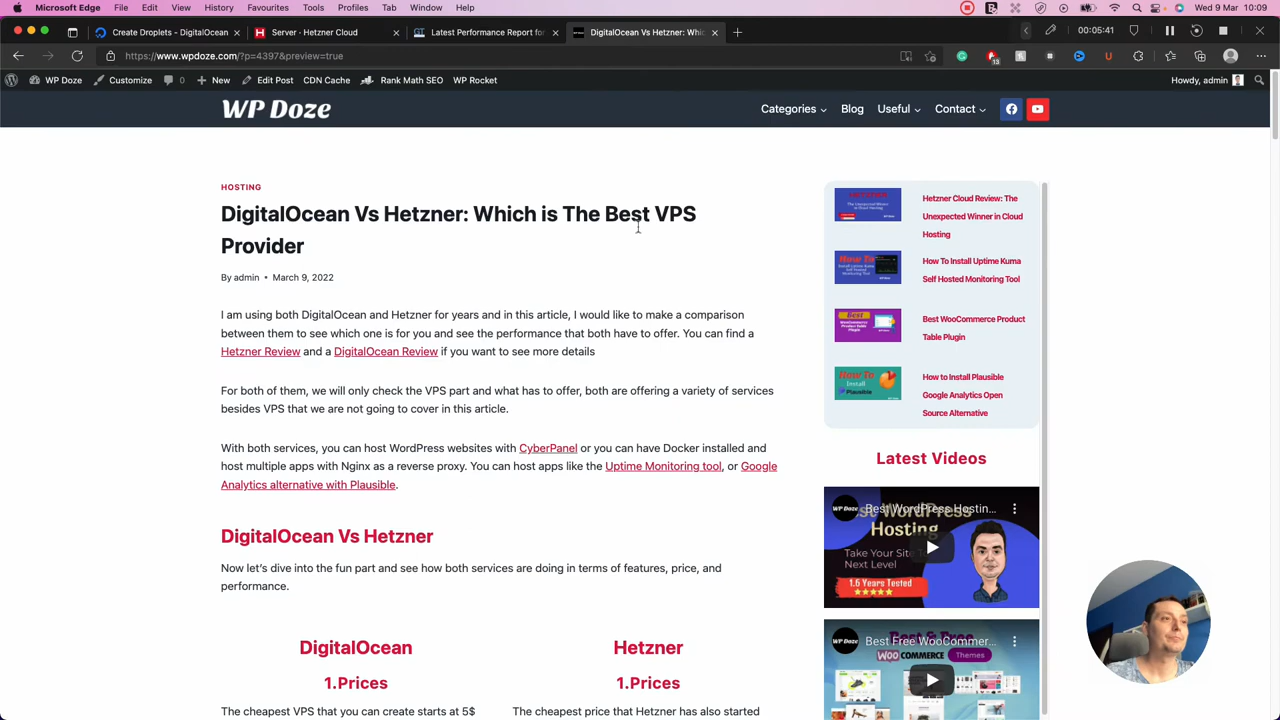 File Edit View History Bookmarks Develop Window Help
10:09
Create Droplets - DigitalOcean
Server · Hetzner Cloud
Latest Performance Report for
DigitalOcean Vs Hetzner: Whic
00:05:41
https://www.wpdoze.com/?p=4397&preview=true
13
WP Doze Customize 0 New Edit Post CDN Cache Rank Math SEO WP Rocket
Howdy, admin
WP Doze
Categories Blog Useful Contact
HOSTING
DigitalOcean Vs Hetzner: Which is The Best VPS
Provider
By admin • March 9, 2022
I am using both DigitalOcean and Hetzner for years and in this article, I would like to make a comparison
between them to see which one is for you and see the performance that both have to offer. You can find a
Hetzner Review and a DigitalOcean Review if you want to see more details
For both of them, we will only check the VPS part and what has to offer, both are offering a variety of services
besides VPS that we are not going to cover in this article.
With both services, you can host WordPress websites with CyberPanel or you can have Docker installed and
host multiple apps with Nginx as a reverse proxy. You can host apps like the Uptime Monitoring tool, or Google
Analytics alternative with Plausible.
DigitalOcean Vs Hetzner
Now let's dive into the fun part and see how both services are doing in terms of features, price, and
performance.
DigitalOcean
1.Prices
The cheapest VPS that you can create starts at 5$
Hetzner
1.Prices
The cheapest price that Hetzner has also started
Hetzner Cloud Review: The
Unexpected Winner in Cloud
Hosting
How To Install Uptime Kuma
Self Hosted Monitoring Tool
Best WooCommerce Product
Table Plugin
How to Install Plausible
Google Analytics Open
Source Alternative
Latest Videos
WP Doze
Best WordPress Hostin...
Hosting
Take Your Site To
Next Level
1.5 Years Tested
WP Doze
Best Free WooCommer...
WOO COMMERCE Themes